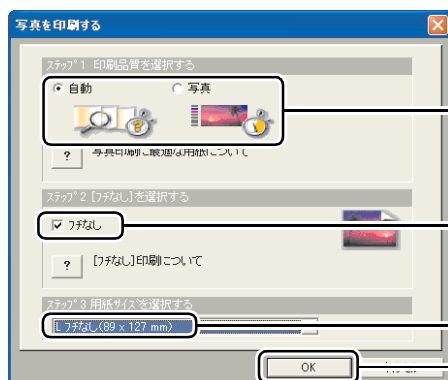 写真を印刷する
ステップ1 印刷品質を選択する
自動
写真
? 写真印刷に最適な用紙について
ステップ2 [フチなし]を選択する
フチなし
? [フチなし]印刷について
ステップ3 用紙サイズを選択する
L フチなし(89 x 127 mm)
OK